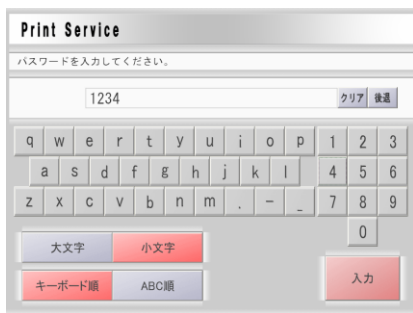 Print Service
パスワードを入力してください。
1234 クリア 後退
q w e r t y u i o p 1 2 3
a s d f g h j k l 4 5 6
z x c v b n m . - _ 7 8 9
0
大文字 小文字
キーボード順 ABC順
入力